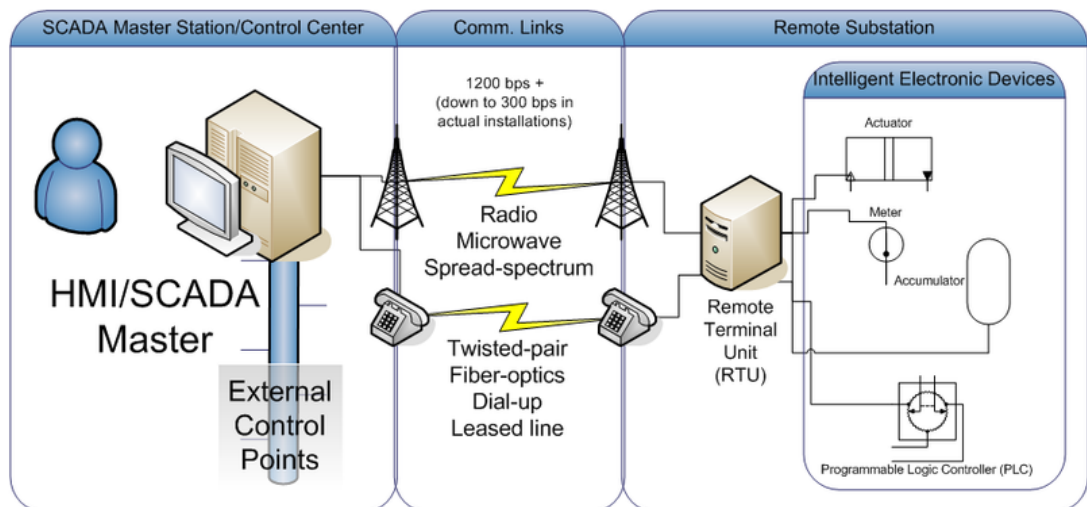 SCADA Master Station/Control Center
Comm. Links
Remote Substation
Intelligent Electronic Devices
1200 bps +
(down to 300 bps in
actual installations)
Radio
Microwave
Spread-spectrum
Twisted-pair
Fiber-optics
Dial-up
Leased line
HMI/SCADA
Master
External
Control
Points
Remote
Terminal
Unit
(RTU)
Actuator
Meter
Accumulator
Programmable Logic Controller (PLC)